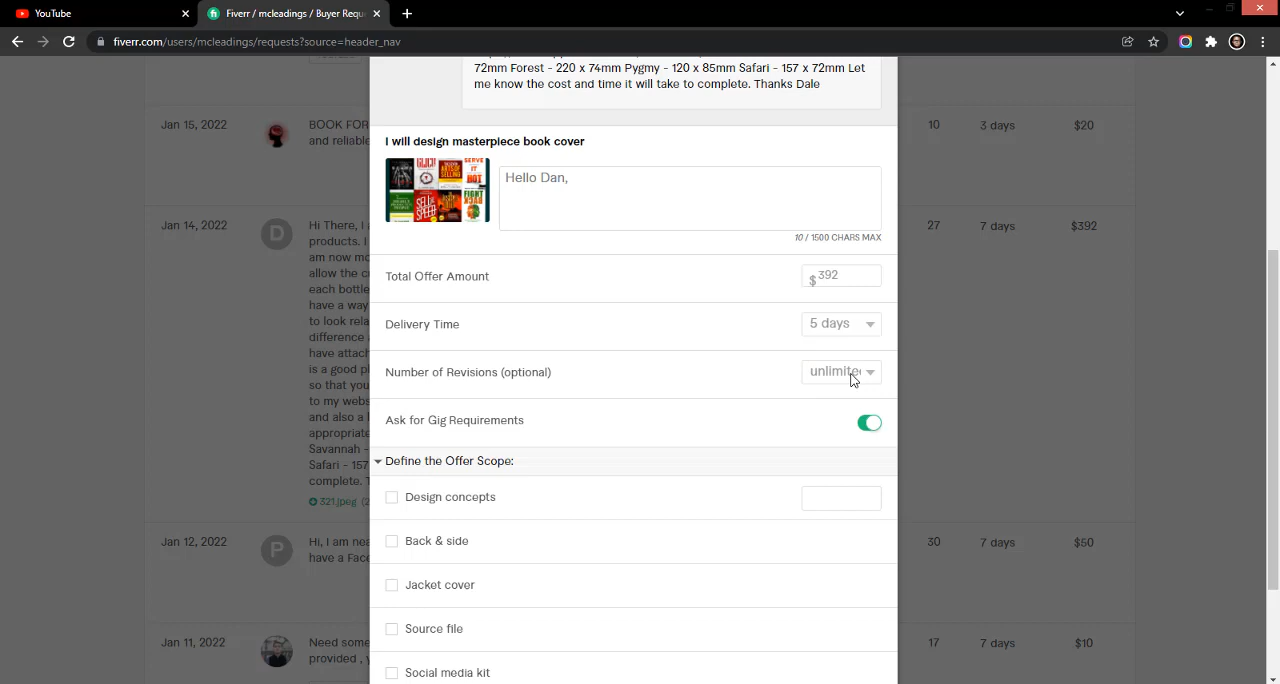 YouTube
Fiverr / mcleadings / Buyer Requ
fiverr.com/users/mcleadings/requests?source=header_nav
72mm Forest - 220 x 74mm Pygmy - 120 x 85mm Safari - 157 x 72mm Let
me know the cost and time it will take to complete. Thanks Dale
Jan 15, 2022
BOOK FOR
and reliable
10
3 days
$20
I will design masterpiece book cover
Hello Dan,
10 / 1500 CHARS MAX
Jan 14, 2022
D
Hi There, I
products. I
am now mo
allow the cu
each bottle
have a way
to look rela
difference a
have attach
is a good pl
so that you
to my webs
and also a l
appropriate
Savannah -
Safari - 157
complete. T
321.jpeg (2
27
7 days
$392
Total Offer Amount
$ 392
Delivery Time
5 days
Number of Revisions (optional)
unlimite
Ask for Gig Requirements
Define the Offer Scope:
Design concepts
Back & side
Jacket cover
Source file
Social media kit
Jan 12, 2022
P
Hi, I am nea
have a Face
30
7 days
$50
Jan 11, 2022
Need some
provided , y
17
7 days
$10